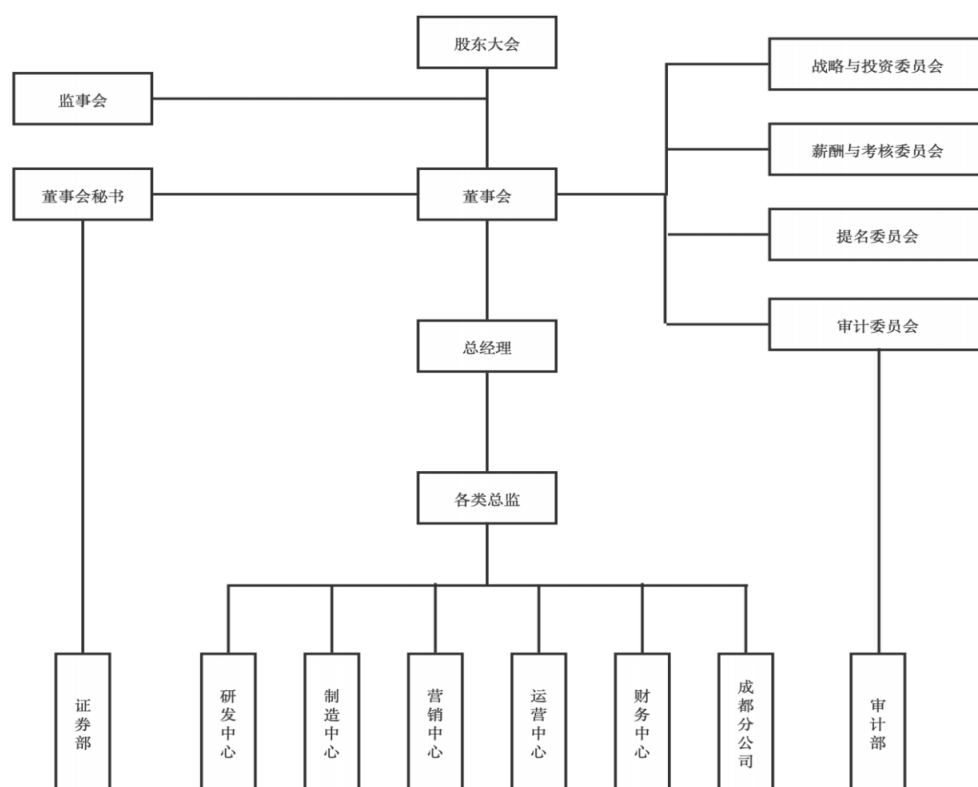 股东大会
战略与投资委员会
监事会
薪酬与考核委员会
董事会秘书
董事会
提名委员会
审计委员会
总经理
各类总监
证券部
研发中心
制造中心
营销中心
运营中心
财务中心
成都分公司
审计部